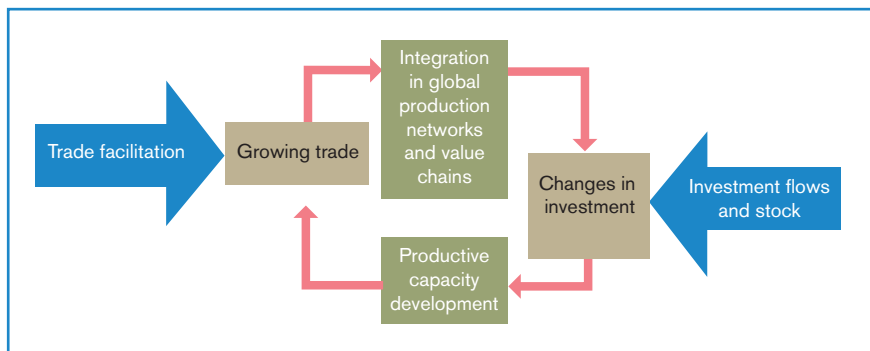 Trade facilitation
Growing trade
Integration
in global
production
networks
and value
chains
Changes in
investment
Investment flows
and stock
Productive
capacity
development